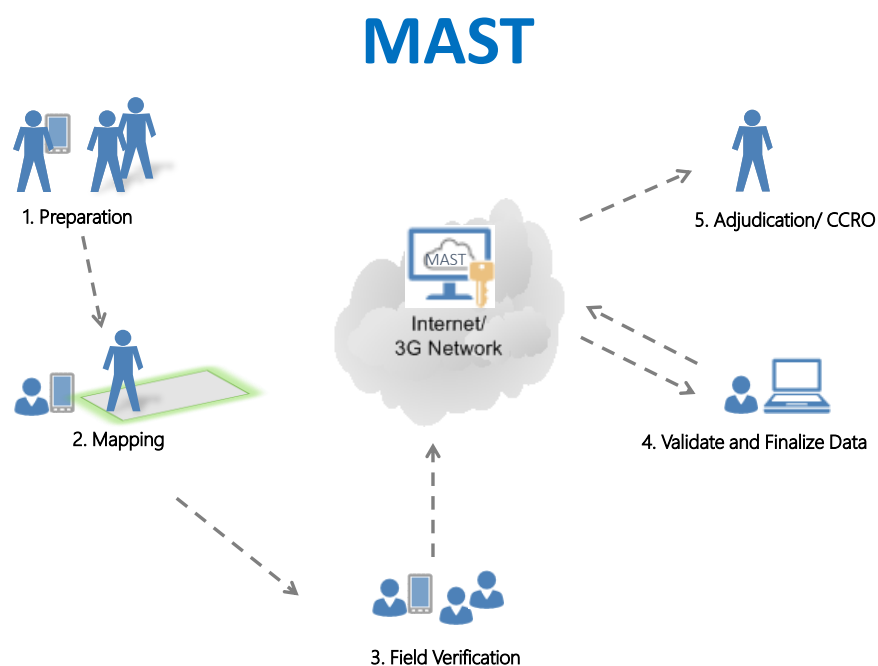 MAST
1. Preparation
5. Adjudication/ CCRO
MAST
Internet/
3G Network
2. Mapping
4. Validate and Finalize Data
3. Field Verification